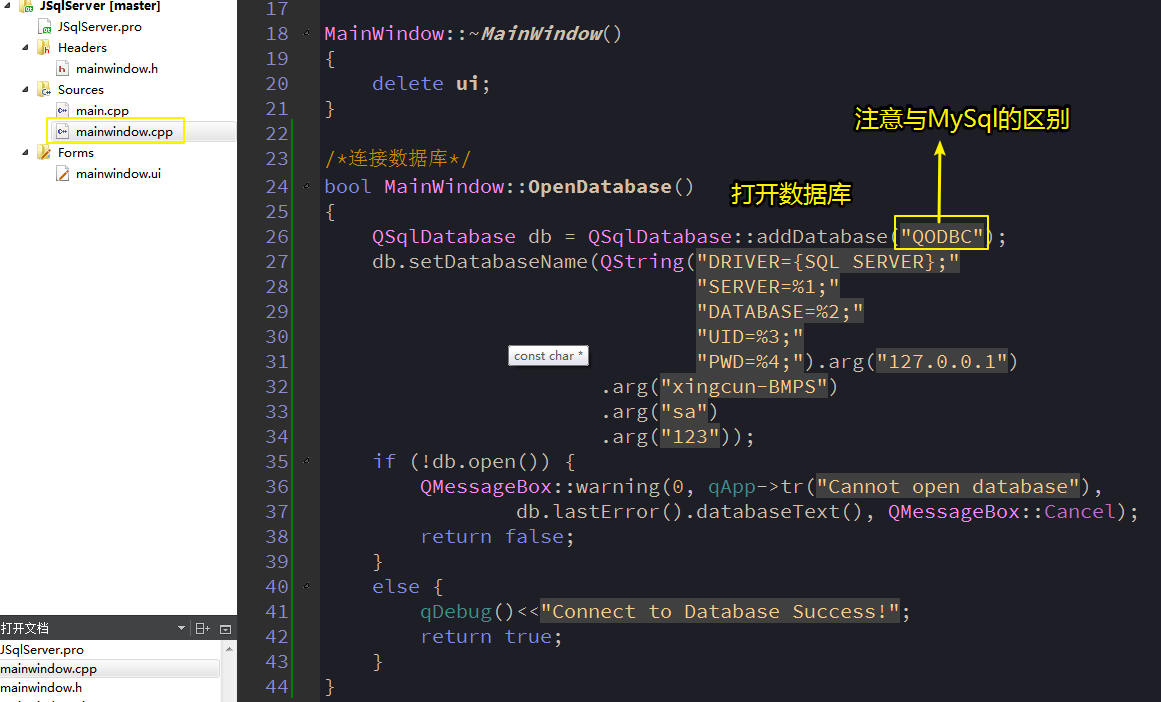 JSqlServer [master]
JSqlServer.pro
Headers
mainwindow.h
Sources
main.cpp
mainwindow.cpp
Forms
mainwindow.ui
打开文档
JSqlServer.pro
mainwindow.cpp
mainwindow.h
17
18 MainWindow::~MainWindow()
19 {
20 delete ui;
21 }
22
注意与MySql的区别
23 /*连接数据库*/
24 bool MainWindow::OpenDatabase()
打开数据库
25 {
26 QSqlDatabase db = QSqlDatabase::addDatabase("QODBC");
27 db.setDatabaseName(QString("DRIVER={SQL SERVER};"
28 "SERVER=%1;"
29 "DATABASE=%2;"
30 "UID=%3;"
const char *
31 "PWD=%4;").arg("127.0.0.1")
32 .arg("xingcun-BMPS")
33 .arg("sa")
34 .arg("123"));
35 if (!db.open()) {
36 QMessageBox::warning(0, qApp->tr("Cannot open database"),
37 db.lastError().databaseText(), QMessageBox::Cancel);
38 return false;
39 }
40 else {
41 qDebug()<<"Connect to Database Success!";
42 return true;
43 }
44 }